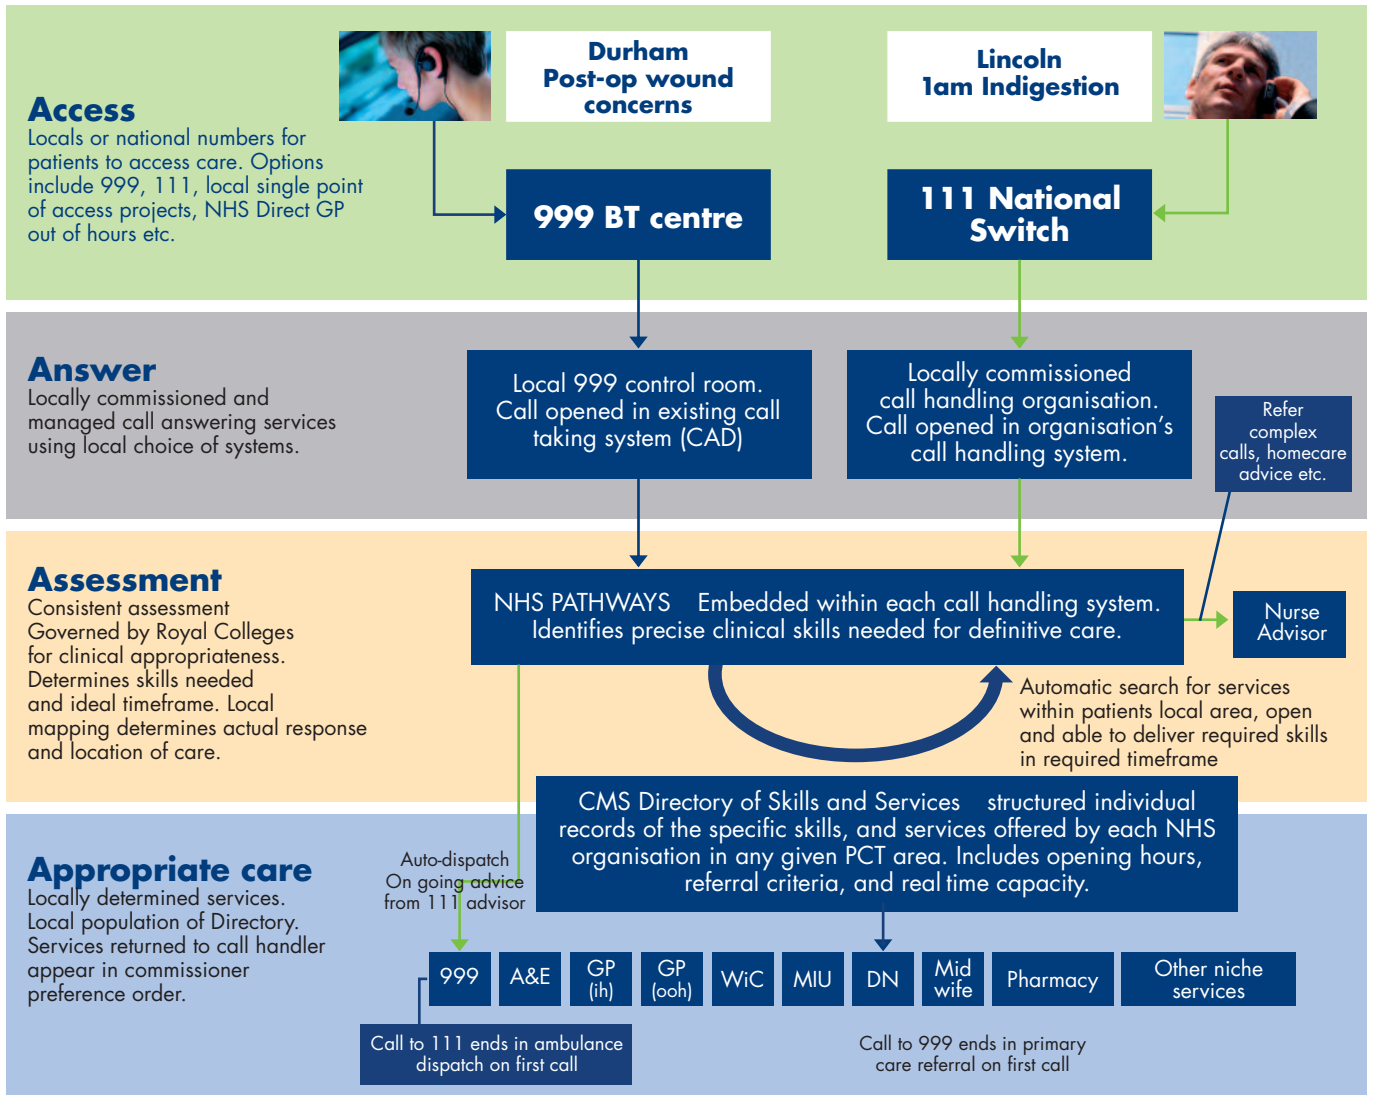 Durham
Post-op wound
concerns
Lincoln
1am Indigestion
Access
Locals or national numbers for
patients to access care. Options
include 999, 111, local single point
of access projects, NHS Direct GP
out of hours etc.
999 BT centre
111 National
Switch
Answer
Locally commissioned and
managed call answering services
using local choice of systems.
Local 999 control room.
Call opened in existing call
taking system (CAD)
Locally commissioned
call handling organisation.
Call opened in organisation's
call handling system.
Refer
complex
calls, homecare
advice etc.
Assessment
Consistent assessment
Governed by Royal Colleges
for clinical appropriateness.
Determines skills needed
and ideal timeframe. Local
mapping determines actual response
and location of care.
NHS PATHWAYS Embedded within each call handling system.
Identifies precise clinical skills needed for definitive care.
Nurse
Advisor
Automatic search for services
within patients local area, open
and able to deliver required skills
in required timeframe
CMS Directory of Skills and Services structured individual
records of the specific skills, and services offered by each NHS
organisation in any given PCT area. Includes opening hours,
referral criteria, and real time capacity.
Appropriate care
Locally determined services.
Local population of Directory.
Services returned to call handler
appear in commissioner
preference order.
Auto-dispatch
On going advice
from 111 advisor
999
A&E
GP
(ih)
GP
(ooh)
WiC
MIU
DN
Mid
wife
Pharmacy
Other niche
services
Call to 111 ends in ambulance
dispatch on first call
Call to 999 ends in primary
care referral on first call